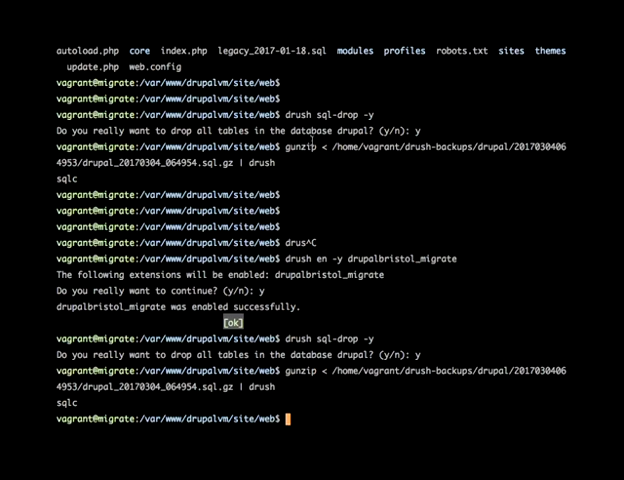 autoload.php core index.php legacy_2017-01-18.sql modules profiles robots.txt sites themes
update.php web.config
vagrant@migrate:/var/www/drupalvm/site/web$
vagrant@migrate:/var/www/drupalvm/site/web$
vagrant@migrate:/var/www/drupalvm/site/web$ drush sql-drop -y
Do you really want to drop all tables in the database drupal? (y/n): y
vagrant@migrate:/var/www/drupalvm/site/web$ gunzip < /home/vagrant/drush-backups/drupal/2017030406
4953/drupal_20170304_064954.sql.gz | drush
sqlc
vagrant@migrate:/var/www/drupalvm/site/web$
vagrant@migrate:/var/www/drupalvm/site/web$
vagrant@migrate:/var/www/drupalvm/site/web$
vagrant@migrate:/var/www/drupalvm/site/web$ drus^C
vagrant@migrate:/var/www/drupalvm/site/web$ drush en -y drupalbristol_migrate
The following extensions will be enabled: drupalbristol_migrate
Do you really want to continue? (y/n): y
drupalbristol_migrate was enabled successfully.
[ok]
vagrant@migrate:/var/www/drupalvm/site/web$ drush sql-drop -y
Do you really want to drop all tables in the database drupal? (y/n): y
vagrant@migrate:/var/www/drupalvm/site/web$ gunzip < /home/vagrant/drush-backups/drupal/2017030406
4953/drupal_20170304_064954.sql.gz | drush
sqlc
vagrant@migrate:/var/www/drupalvm/site/web$